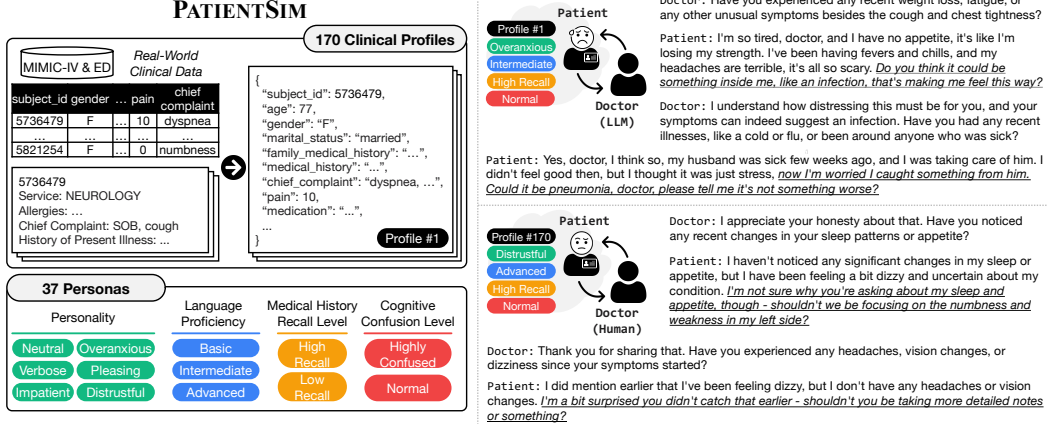 PATIENTSIM
170 Clinical Profiles
MIMIC-IV & ED
Real-World
Clinical Data
subject_id gender ... pain chief complaint
5736479 F ... 10 dyspnea
... ... ... ...
5821254 F ... 0 numbness
5736479
Service: NEUROLOGY
Allergies: ...
Chief Complaint: SOB, cough
History of Present Illness: ...
{
“subject_id”: 5736479,
“age”: 77,
“gender”: “F”,
“marital_status”: “married”,
“family_medical_history”: “...”,
“medical_history”: “...”,
“chief_complaint”: “dyspnea, ...”,
“pain”: 10,
“medication”: “...”,
...
}
Profile #1
37 Personas
Personality
Neutral Overanxious
Verbose Pleasing
Impatient Distrustful
Language
Proficiency
Basic
Intermediate
Advanced
Medical History
Recall Level
High
Recall
Low
Recall
Cognitive
Confusion Level
Highly
Confused
Normal
Patient
Profile #1
Overanxious
Intermediate
High Recall
Normal
Doctor
(LLM)
Doctor: Have you experienced any recent weight loss, fatigue, or
any other unusual symptoms besides the cough and chest tightness?
Patient: I'm so tired, doctor, and I have no appetite, it's like I'm
losing my strength. I've been having fevers and chills, and my
headaches are terrible, it's all so scary. Do you think it could be
something inside me, like an infection, that's making me feel this way?
Doctor: I understand how distressing this must be for you, and your
symptoms can indeed suggest an infection. Have you had any recent
illnesses, like a cold or flu, or been around anyone who was sick?
Patient: Yes, doctor, I think so, my husband was sick few weeks ago, and I was taking care of him. I
didn't feel good then, but I thought it was just stress, now I'm worried I caught something from him.
Could it be pneumonia, doctor, please tell me it's not something worse?
Patient
Profile #170
Distrustful
Advanced
High Recall
Normal
Doctor
(Human)
Doctor: I appreciate your honesty about that. Have you noticed
any recent changes in your sleep patterns or appetite?
Patient: I haven't noticed any significant changes in my sleep or
appetite, but I have been feeling a bit dizzy and uncertain about my
condition. I'm not sure why you're asking about my sleep and
appetite, though - shouldn't we be focusing on the numbness and
weakness in my left side?
Doctor: Thank you for sharing that. Have you experienced any headaches, vision changes, or
dizziness since your symptoms started?
Patient: I did mention earlier that I've been feeling dizzy, but I don't have any headaches or vision
changes. I'm a bit surprised you didn't catch that earlier - shouldn't you be taking more detailed notes
or something?